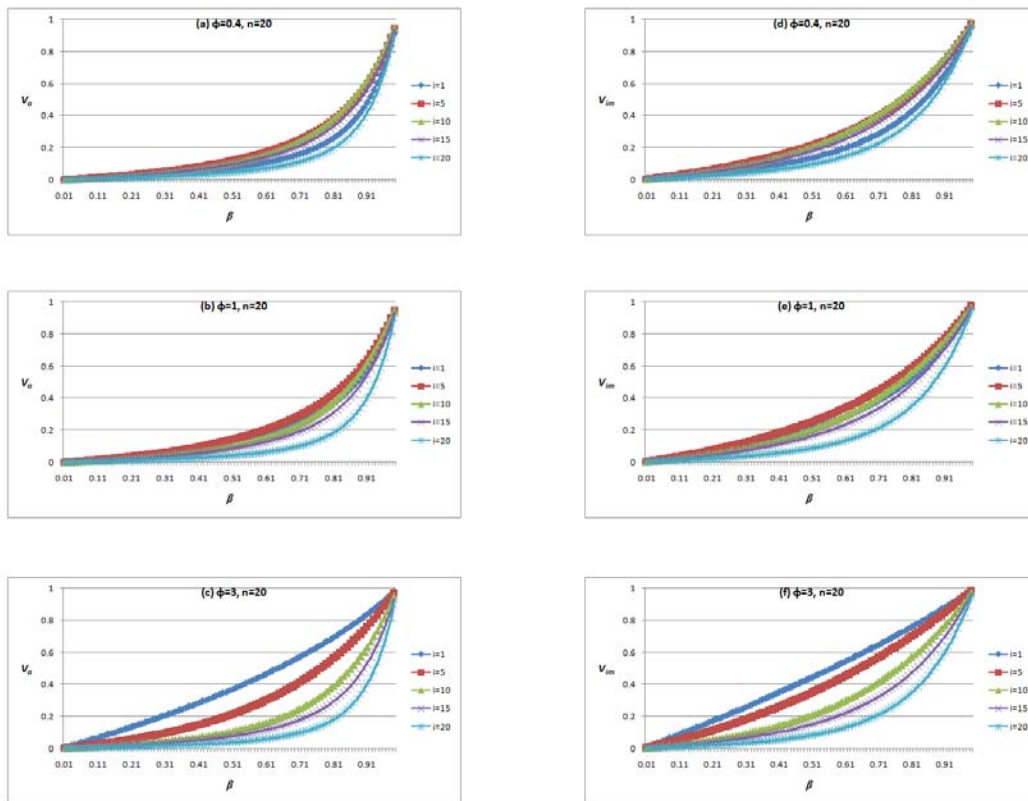 (a) ϕ=0.4, n=20
1
0.8
0.6
0.4
0.2
0
Vo
0.01 0.11 0.21 0.31 0.41 0.51 0.61 0.71 0.81 0.91
β
i=1
i=5
i=10
i=15
i=20
(d) ϕ=0.4, n=20
1
0.8
0.6
0.4
0.2
0
Vim
0.01 0.11 0.21 0.31 0.41 0.51 0.61 0.71 0.81 0.91
β
i=1
i=5
i=10
i=15
i=20
(b) ϕ=1, n=20
1
0.8
0.6
0.4
0.2
0
Vo
0.01 0.11 0.21 0.31 0.41 0.51 0.61 0.71 0.81 0.91
β
i=1
i=5
i=10
i=15
i=20
(e) ϕ=1, n=20
1
0.8
0.6
0.4
0.2
0
Vim
0.01 0.11 0.21 0.31 0.41 0.51 0.61 0.71 0.81 0.91
β
i=1
i=5
i=10
i=15
i=20
(c) ϕ=3, n=20
1
0.8
0.6
0.4
0.2
0
Vo
0.01 0.11 0.21 0.31 0.41 0.51 0.61 0.71 0.81 0.91
β
i=1
i=5
i=10
i=15
i=20
(f) ϕ=3, n=20
1
0.8
0.6
0.4
0.2
0
Vim
0.01 0.11 0.21 0.31 0.41 0.51 0.61 0.71 0.81 0.91
β
i=1
i=5
i=10
i=15
i=20